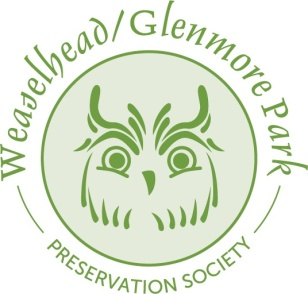 Weaselhead/Glenmore Park
PRESERVATION SOCIETY